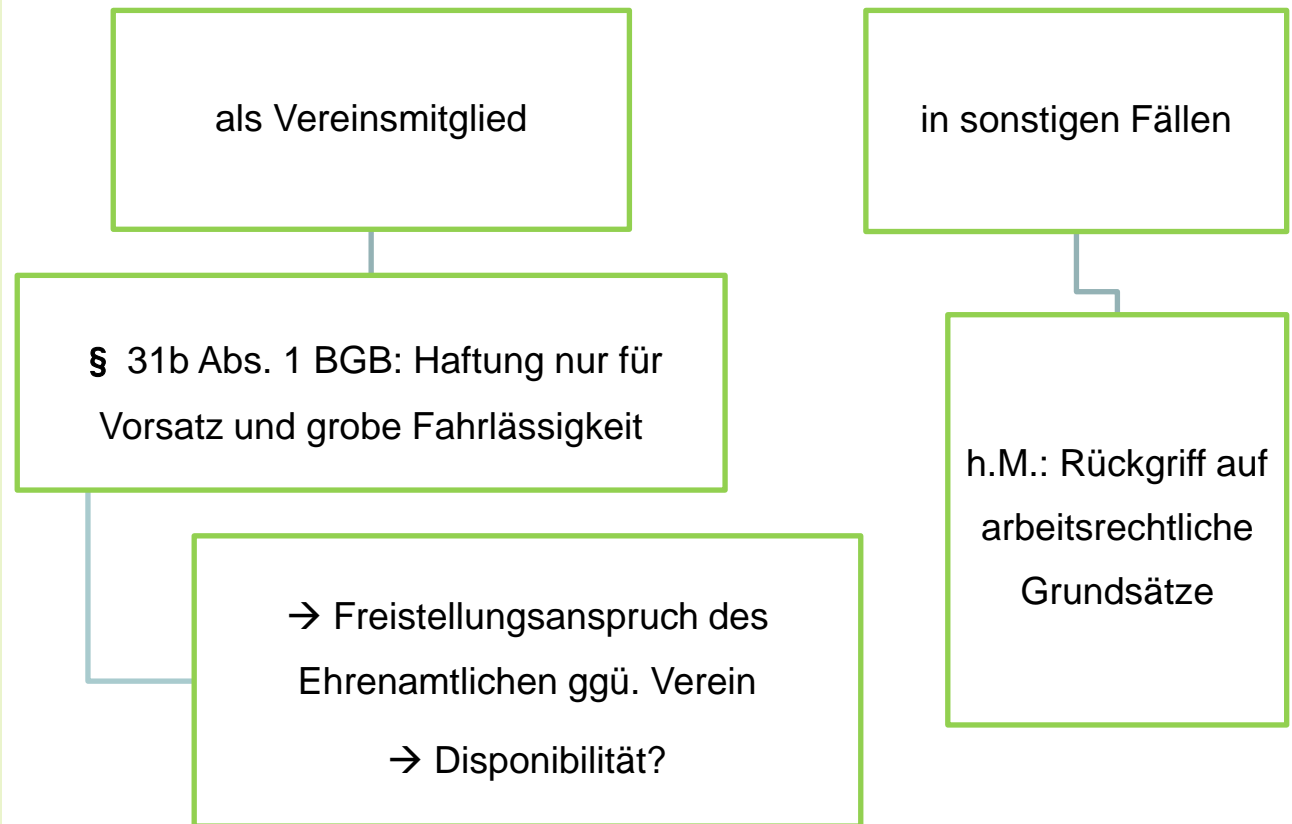 als Vereinsmitglied
§ 31b Abs. 1 BGB: Haftung nur für
Vorsatz und grobe Fahrlässigkeit
→ Freistellungsanspruch des
Ehrenamtlichen ggü. Verein
→ Disponibilität?
in sonstigen Fällen
h.M.: Rückgriff auf
arbeitsrechtliche
Grundsätze